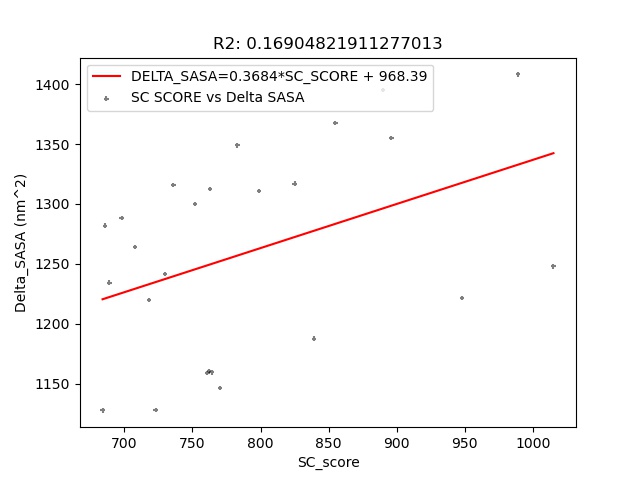 R2: 0.16904821911277013
DELTA_SASA=0.3684*SC_SCORE + 968.39
SC SCORE vs Delta SASA
1400
1350
1300
1250
1200
1150
Delta_SASA (nm^2)
700 750 800 850 900 950 1000
SC_score